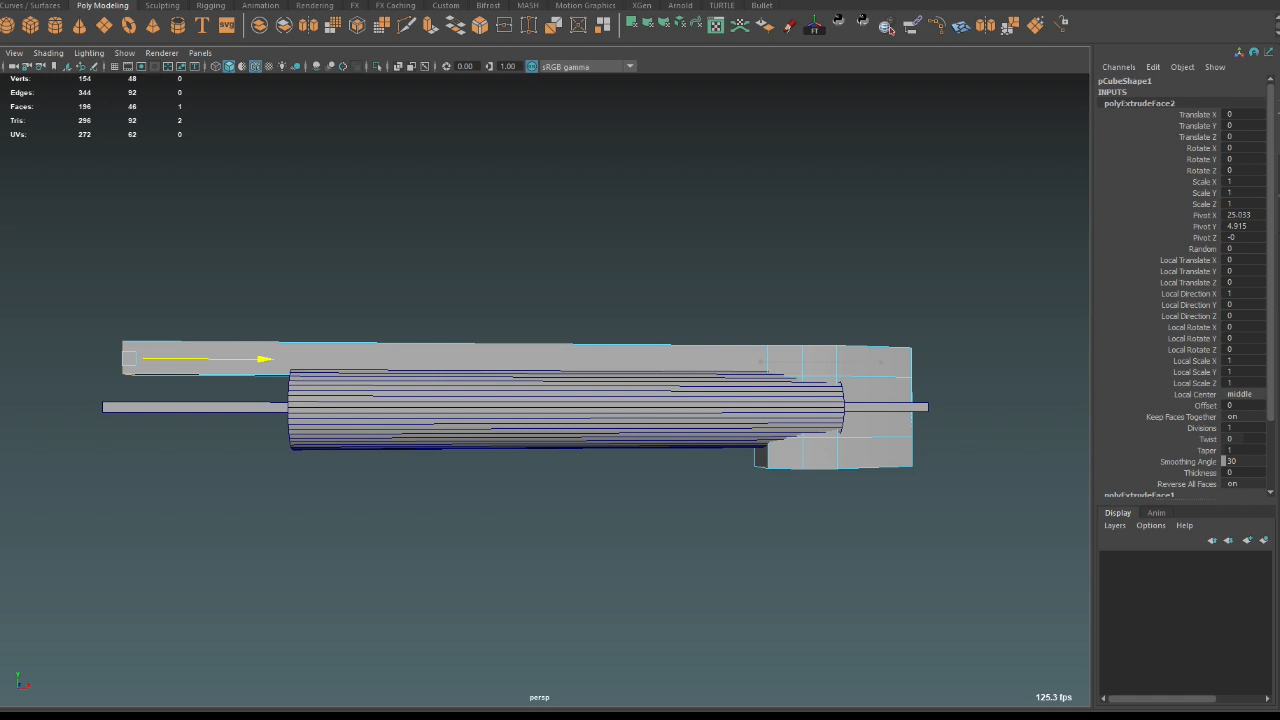 Curves / Surfaces Poly Modeling Sculpting Rigging Animation Rendering FX FX Caching Custom Bifrost MASH Motion Graphics XGen Arnold TURTLE Bullet
T SVG FT
View Shading Lighting Show Renderer Panels
0.00 1.00 sRGB gamma
Verts: 154 48 0
Edges: 344 92 0
Faces: 196 46 1
Tris: 296 92 2
UVs: 272 62 0
persp
125.3 fps
Channels Edit Object Show
pCubeShape1
INPUTS
polyExtrudeFace2
Translate X 0
Translate Y 0
Translate Z 0
Rotate X 0
Rotate Y 0
Rotate Z 0
Scale X 1
Scale Y 1
Scale Z 1
Pivot X 25.033
Pivot Y 4.915
Pivot Z -0
Random 0
Local Translate X 0
Local Translate Y 0
Local Translate Z 0
Local Direction X 1
Local Direction Y 0
Local Direction Z 0
Local Rotate X 0
Local Rotate Y 0
Local Rotate Z 0
Local Scale X 1
Local Scale Y 1
Local Scale Z 1
Local Center middle
Offset 0
Keep Faces Together on
Divisions 1
Twist 0
Taper 1
Smoothing Angle 30
Thickness 0
Reverse All Faces on
polyExtrudeFace1
Display Anim
Layers Options Help